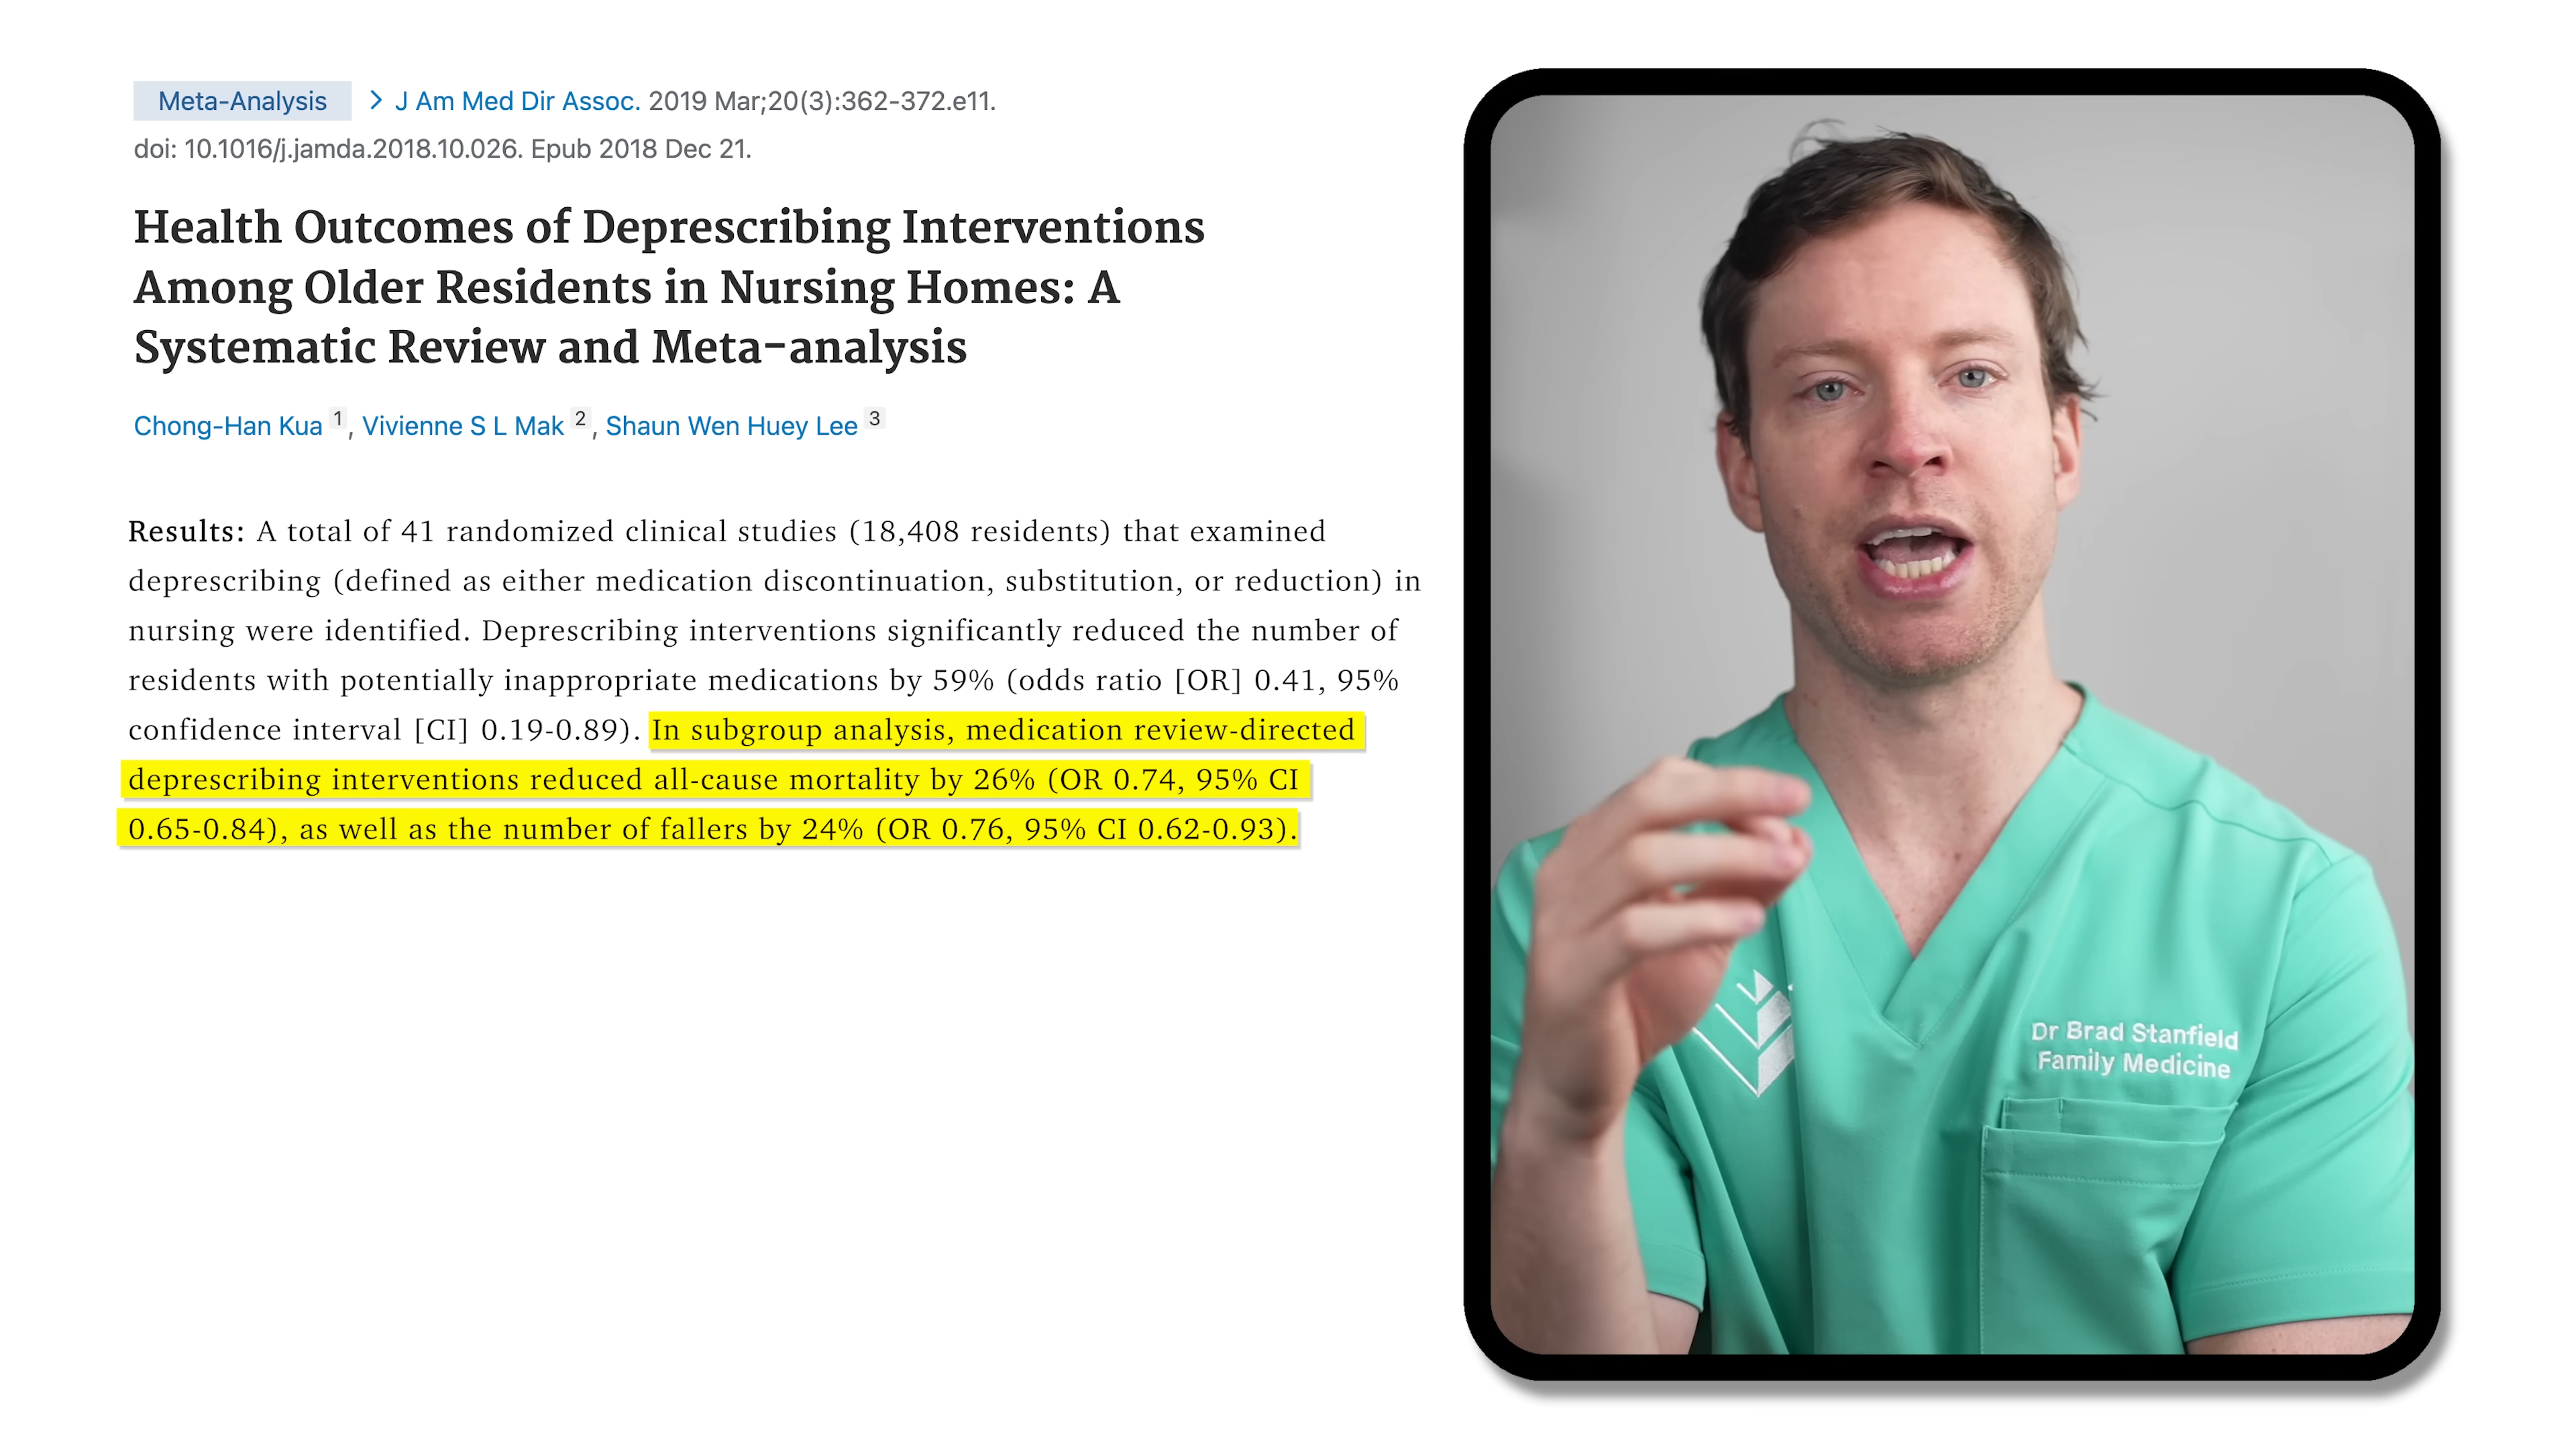 Meta-Analysis > J Am Med Dir Assoc. 2019 Mar;20(3):362-372.e11.
doi: 10.1016/j.jamda.2018.10.026. Epub 2018 Dec 21.
Health Outcomes of Deprescribing Interventions
Among Older Residents in Nursing Homes: A
Systematic Review and Meta-analysis
Chong-Han Kua 1, Vivienne S L Mak 2, Shaun Wen Huey Lee 3
Results: A total of 41 randomized clinical studies (18,408 residents) that examined
deprescribing (defined as either medication discontinuation, substitution, or reduction) in
nursing were identified. Deprescribing interventions significantly reduced the number of
residents with potentially inappropriate medications by 59% (odds ratio [OR] 0.41, 95%
confidence interval [CI] 0.19-0.89). In subgroup analysis, medication review-directed
deprescribing interventions reduced all-cause mortality by 26% (OR 0.74, 95% CI
0.65-0.84), as well as the number of fallers by 24% (OR 0.76, 95% CI 0.62-0.93).
Dr Brad Stanfield
Family Medicine